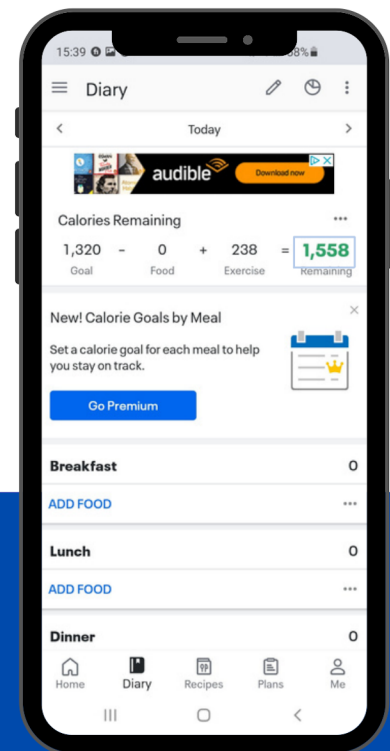 15:39
8%
Diary
Today
audible
Download now
Calories Remaining
1,320 - 0 + 238 = 1,558
Goal Food Exercise Remaining
New! Calorie Goals by Meal
Set a calorie goal for each meal to help
you stay on track.
Go Premium
Breakfast 0
ADD FOOD
Lunch 0
ADD FOOD
Dinner 0
Home Diary Recipes Plans Me